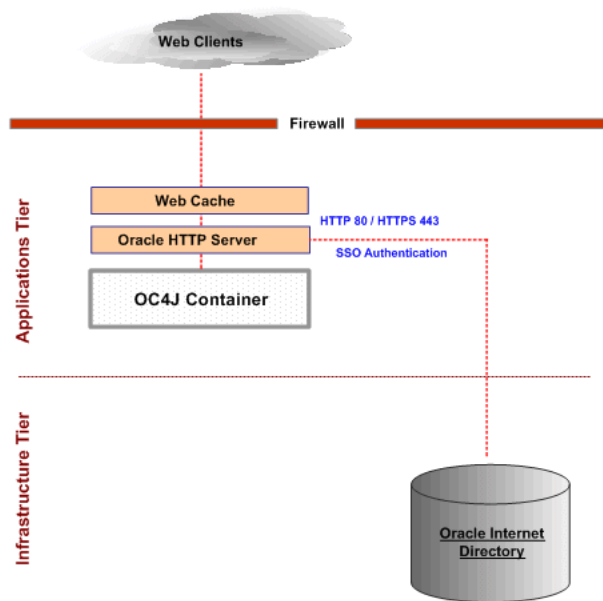 Web Clients
Firewall
Web Cache
HTTP 80 / HTTPS 443
Oracle HTTP Server
SSO Authentication
OC4J Container
Applications Tier
Infrastructure Tier
Oracle Internet
Directory